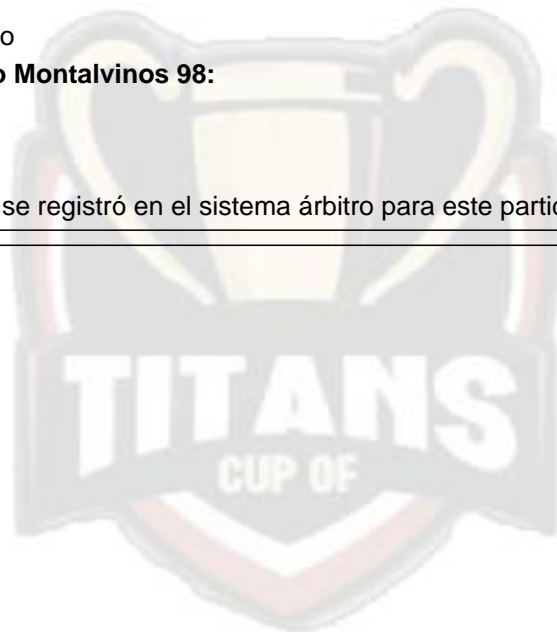 o
o Montalvinos 98:
se registró en el sistema árbitro para este partic
TITANS
CUP OF